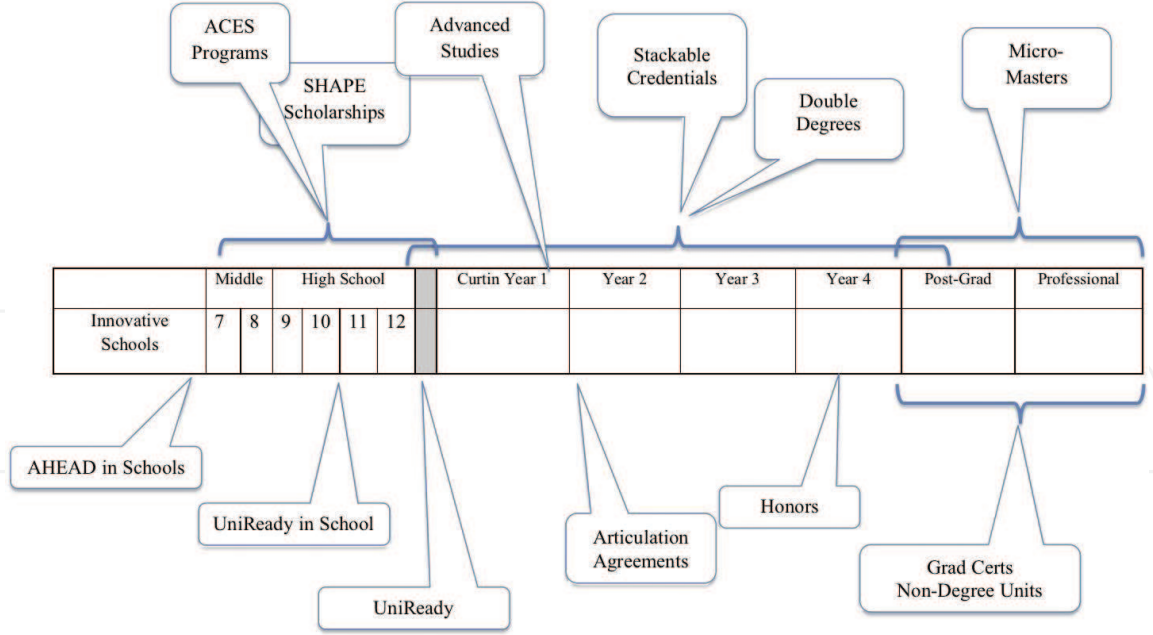 ACES
Programs
SHAPE
Scholarships
Advanced
Studies
Stackable
Credentials
Double
Degrees
Micro-
Masters
Middle
High School
Curtin Year 1
Year 2
Year 3
Year 4
Post-Grad
Professional
Innovative
Schools
7
8
9
10
11
12
AHEAD in Schools
UniReady in School
UniReady
Articulation
Agreements
Honors
Grad Certs
Non-Degree Units